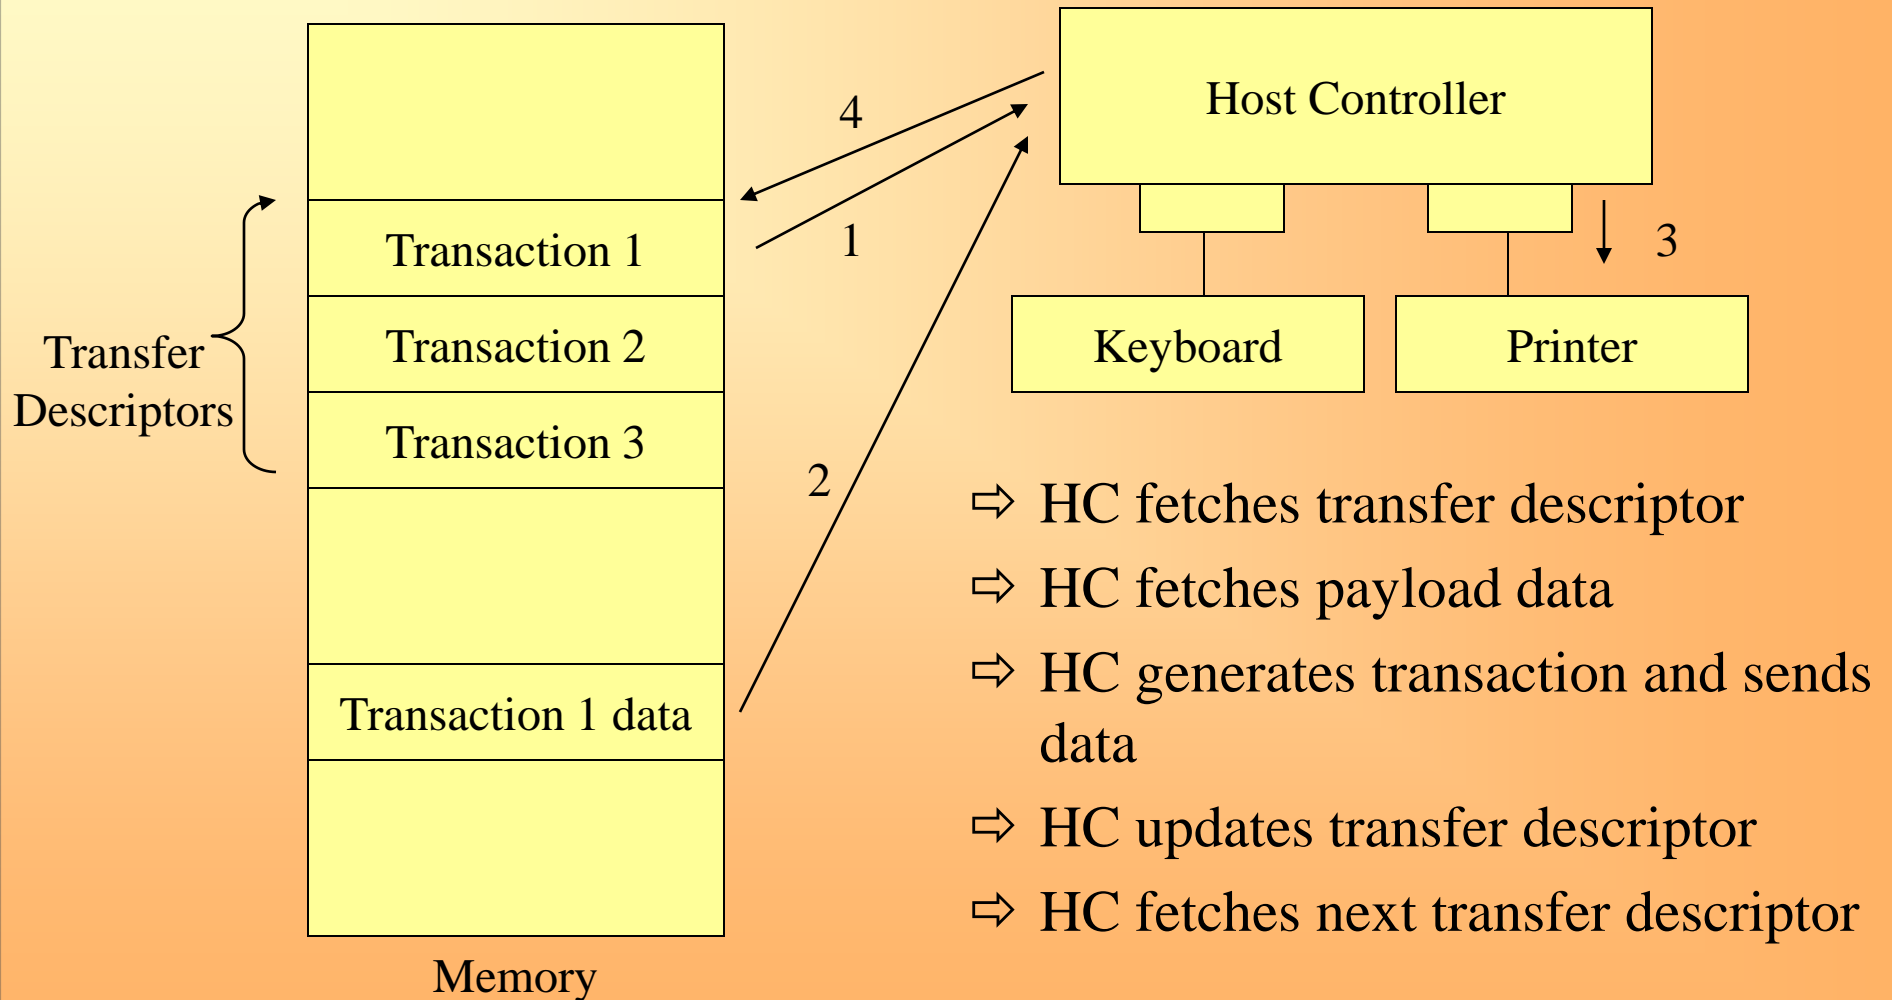 Host Controller
4
1
3
Transaction 1
Transaction 2
Transaction 3
Transfer
Descriptors
Keyboard
Printer
2
Transaction 1 data
Memory
⇨ HC fetches transfer descriptor
⇨ HC fetches payload data
⇨ HC generates transaction and sends
data
⇨ HC updates transfer descriptor
⇨ HC fetches next transfer descriptor